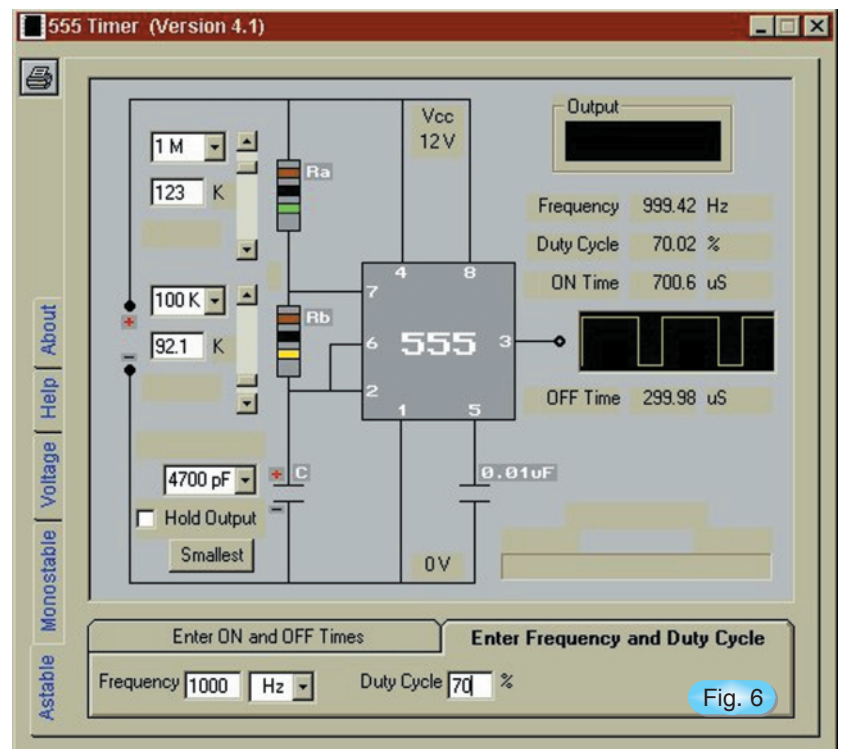 555 Timer (Version 4.1)
Vcc
12 V
Output
1 M
123 K
Ra
Frequency 999.42 Hz
Duty Cycle 70.02 %
ON Time 700.6 uS
4 8
7
100 K
92.1 K
Rb
6 555 3
2
1 5
OFF Time 299.98 uS
+
−
4700 pF
+ C
−
0.01uF
Hold Output
Smallest
0 V
About
Help
Voltage
Monostable
Astable
Enter ON and OFF Times
Enter Frequency and Duty Cycle
Frequency 1000 Hz Duty Cycle 70 %
Fig. 6